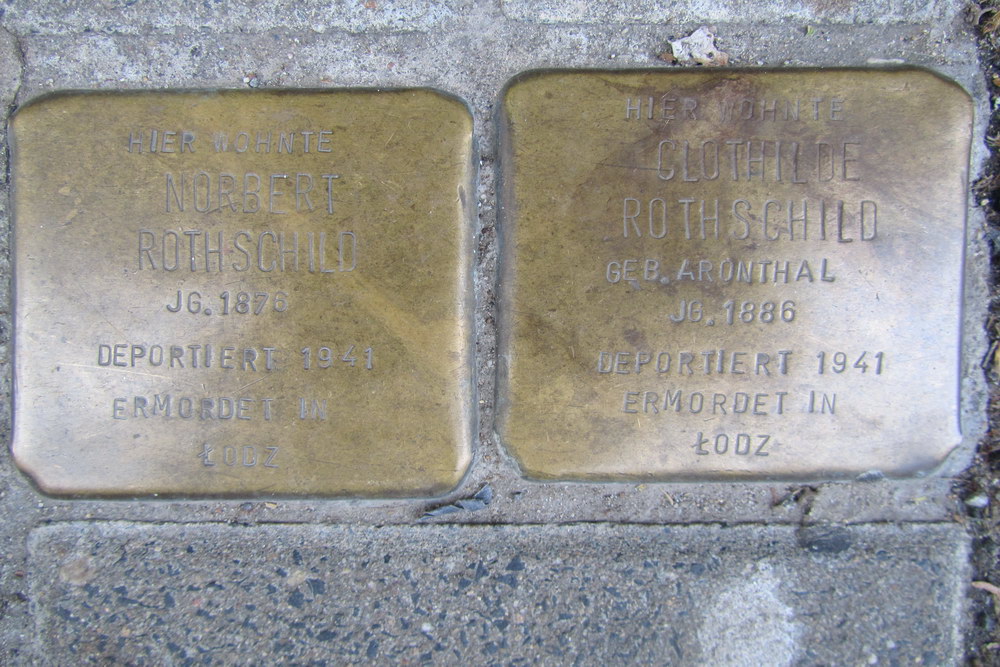 HIER WOHNTE
NORBERT
ROTHSCHILD
JG. 1876
DEPORTIERT 1941
ERMORDET IN
ŁODZ
HIER WOHNTE
CLOTHILDE
ROTHSCHILD
GEB. ARONTHAL
JG. 1886
DEPORTIERT 1941
ERMORDET IN
ŁODZ